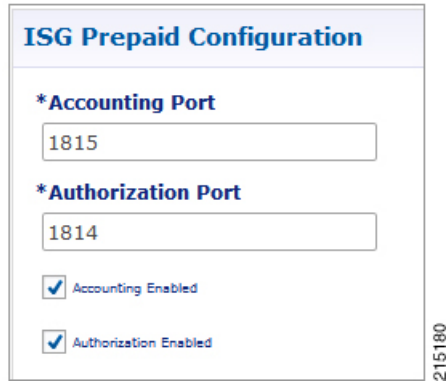 ISG Prepaid Configuration
*Accounting Port
1815
*Authorization Port
1814
Accounting Enabled
Authorization Enabled
215180